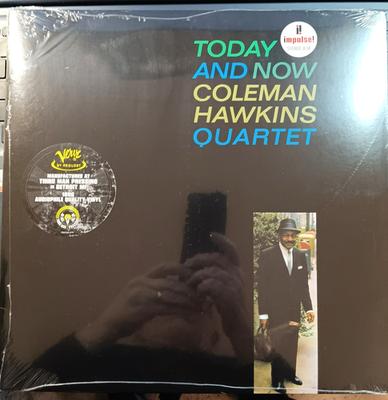 impulse!
TODAY
AND NOW
COLEMAN
HAWKINS
QUARTET
Verve
BY REQUEST
MANUFACTURED AT
THIRD MAN PRESSING
IN DETROIT MI
180G
AUDIOPHILE QUALITY VINYL